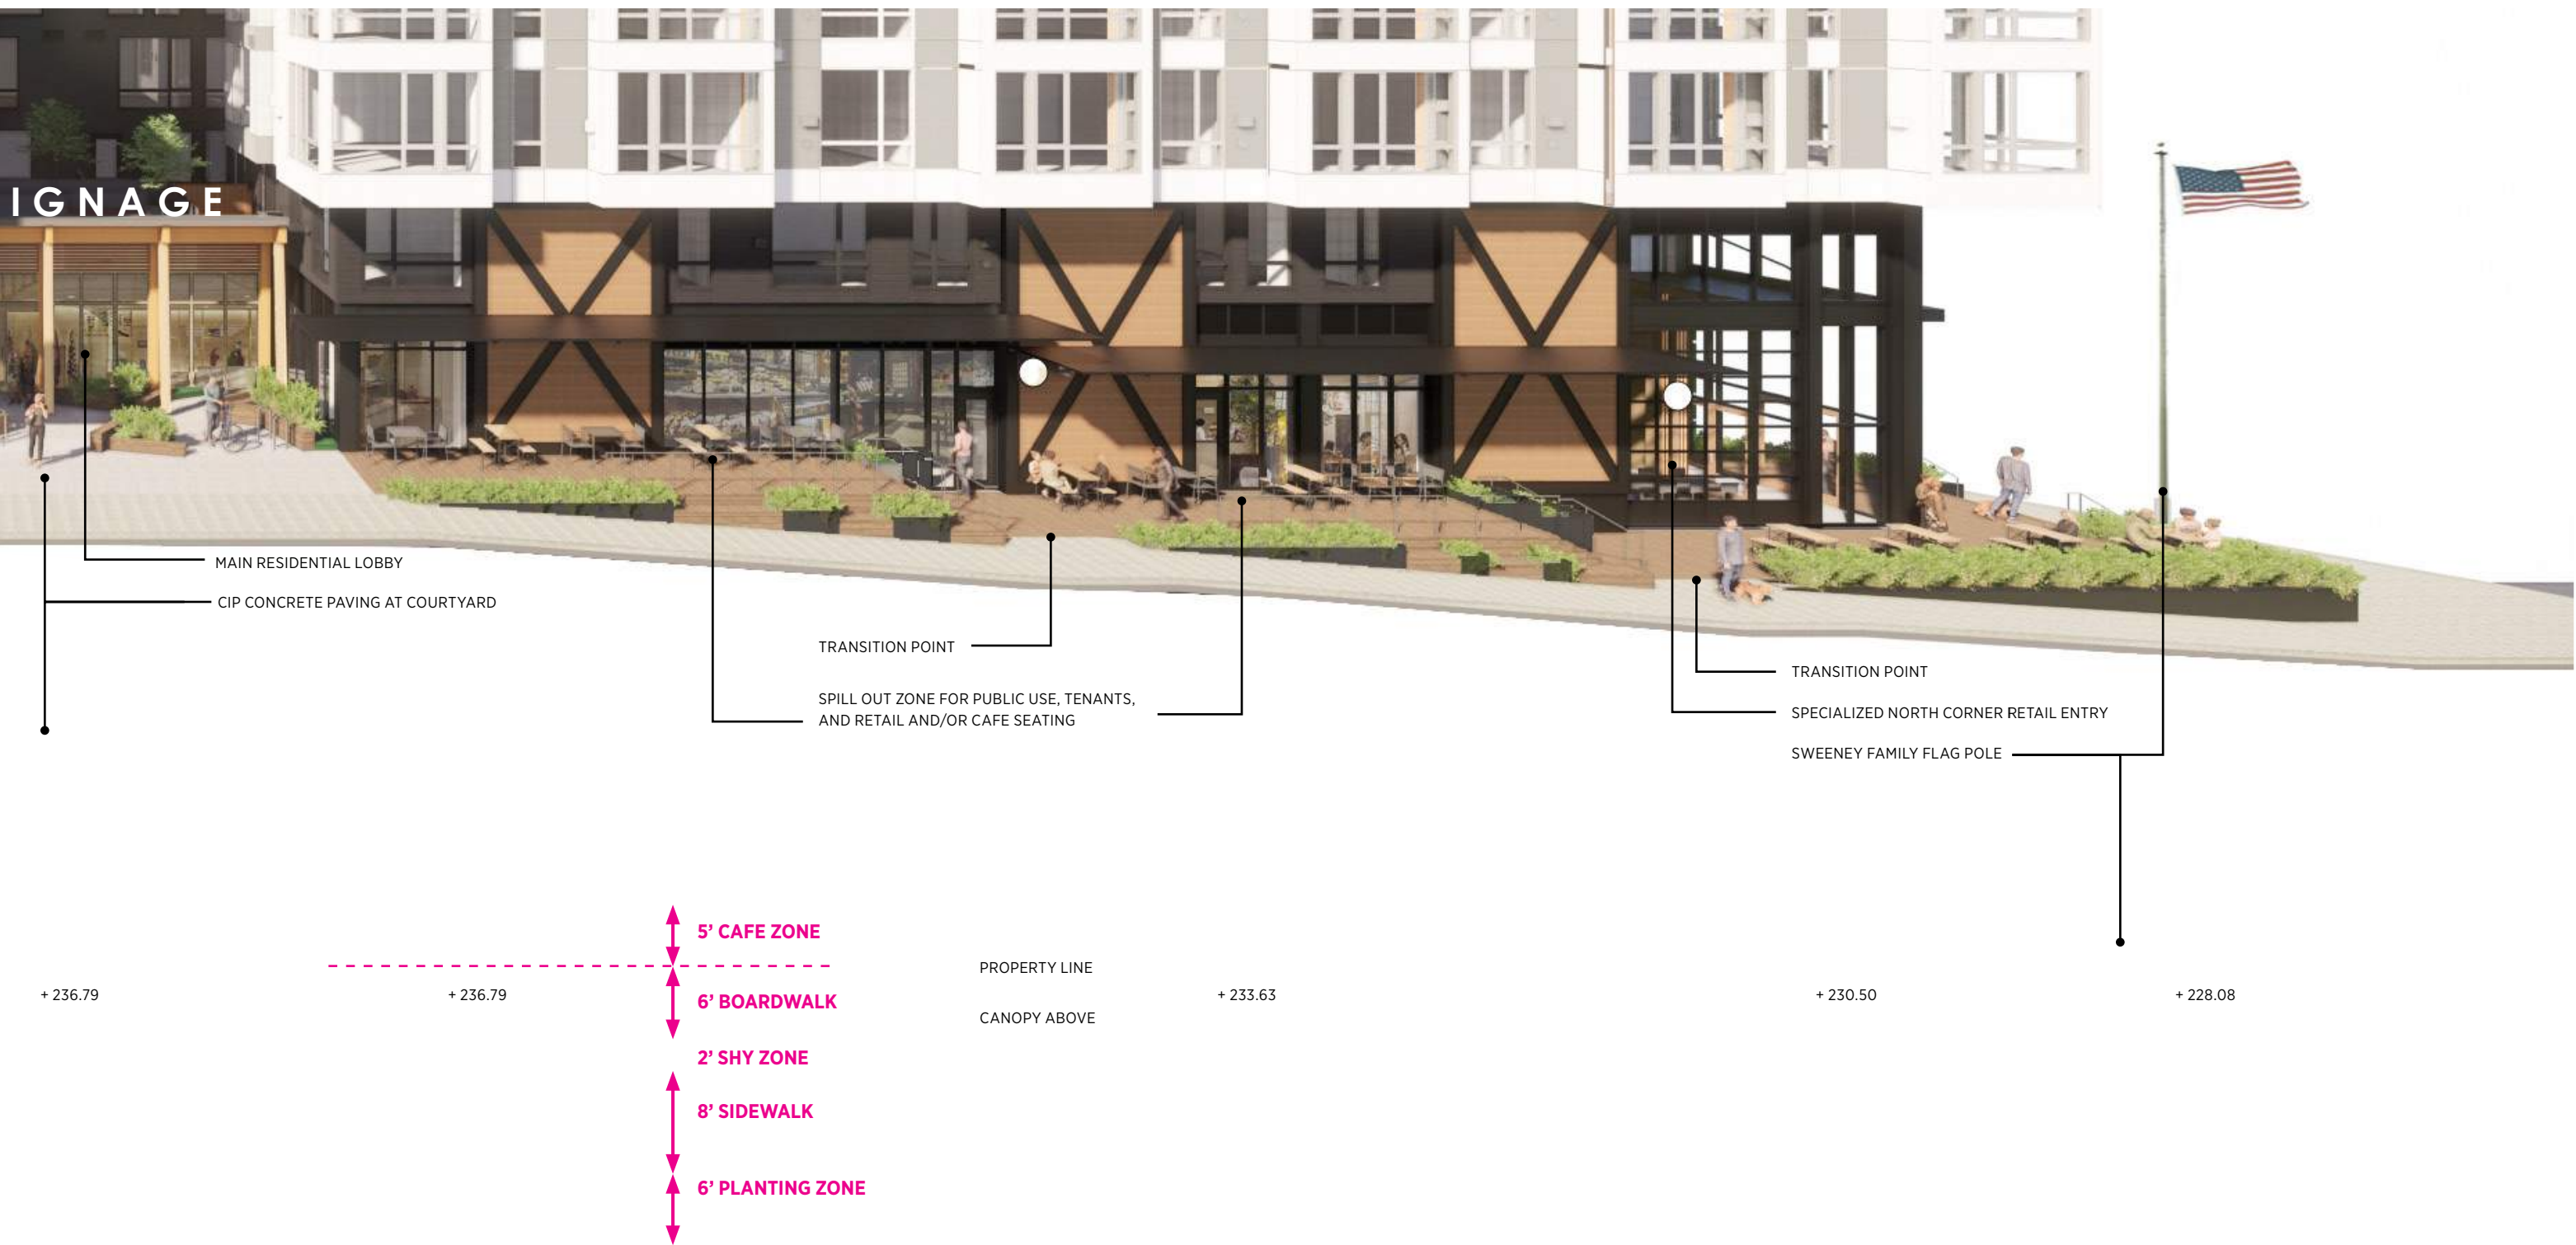 IGNAGE
MAIN RESIDENTIAL LOBBY
CIP CONCRETE PAVING AT COURTYARD
TRANSITION POINT
SPILL OUT ZONE FOR PUBLIC USE, TENANTS,
AND RETAIL AND/OR CAFE SEATING
TRANSITION POINT
SPECIALIZED NORTH CORNER RETAIL ENTRY
SWEENEY FAMILY FLAG POLE
5’ CAFE ZONE
PROPERTY LINE
+ 236.79
+ 236.79
6’ BOARDWALK
+ 233.63
+ 230.50
+ 228.08
CANOPY ABOVE
2’ SHY ZONE
8’ SIDEWALK
6’ PLANTING ZONE